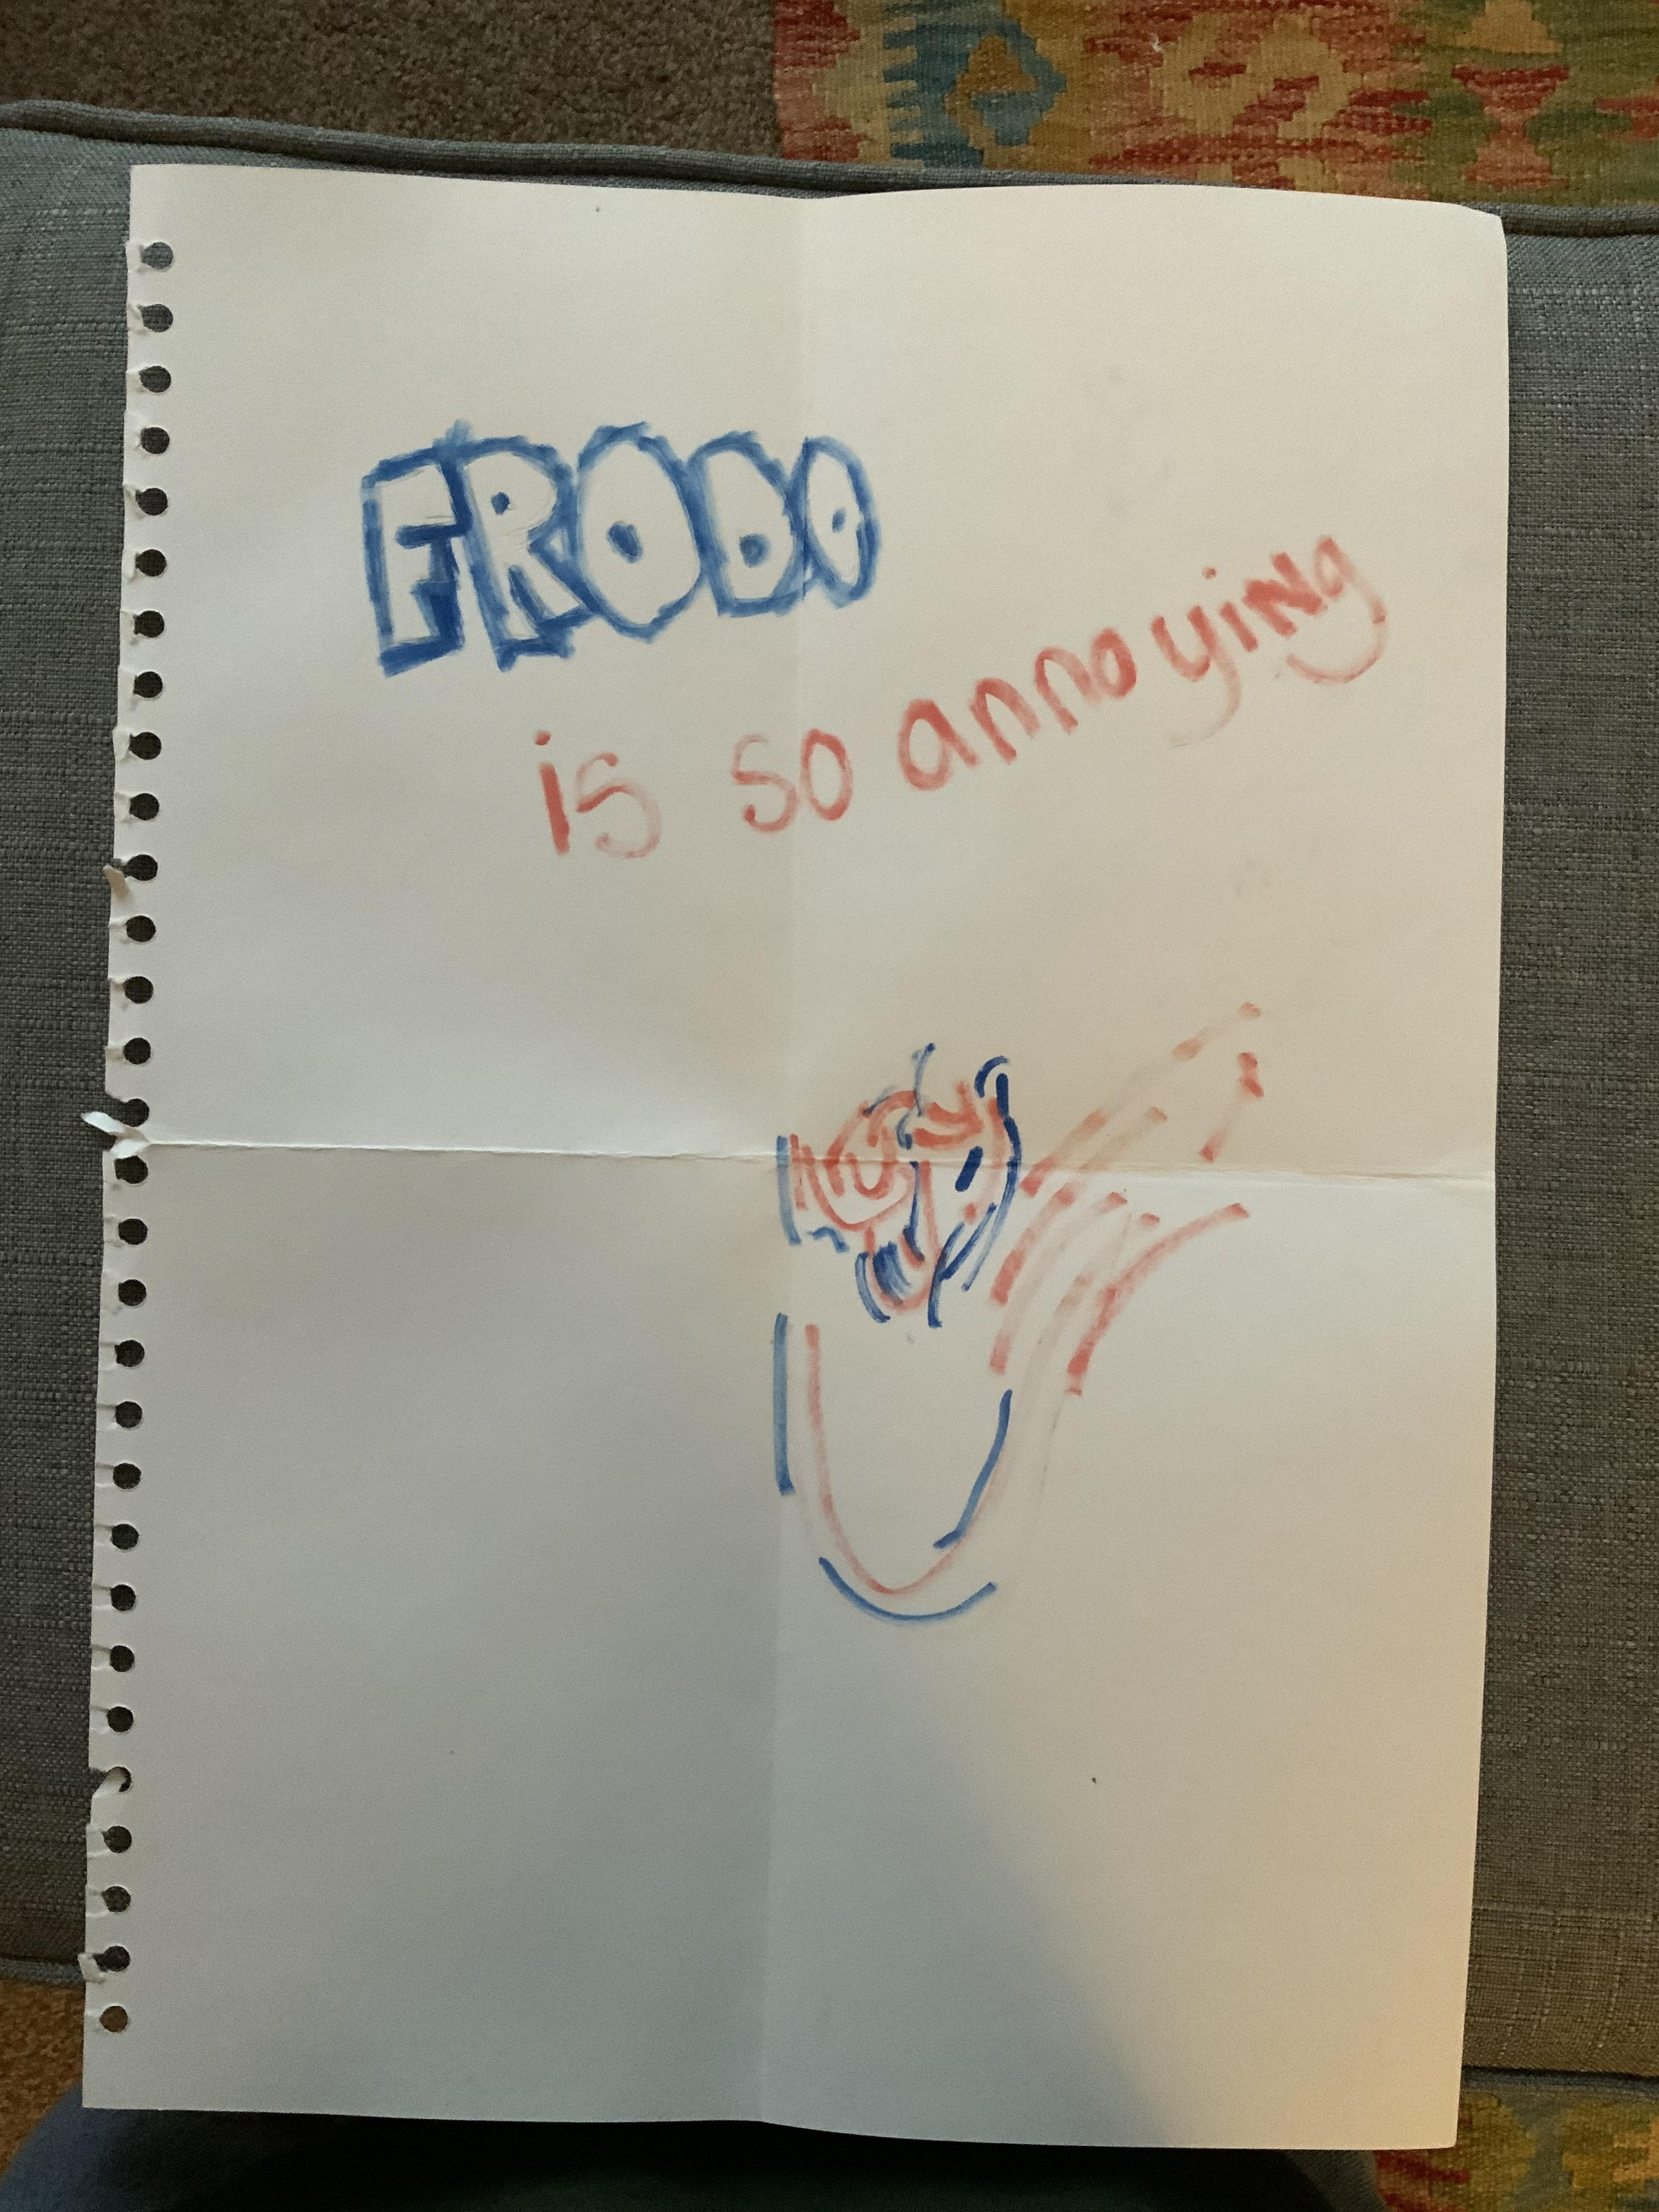 FRODO
is so annoying